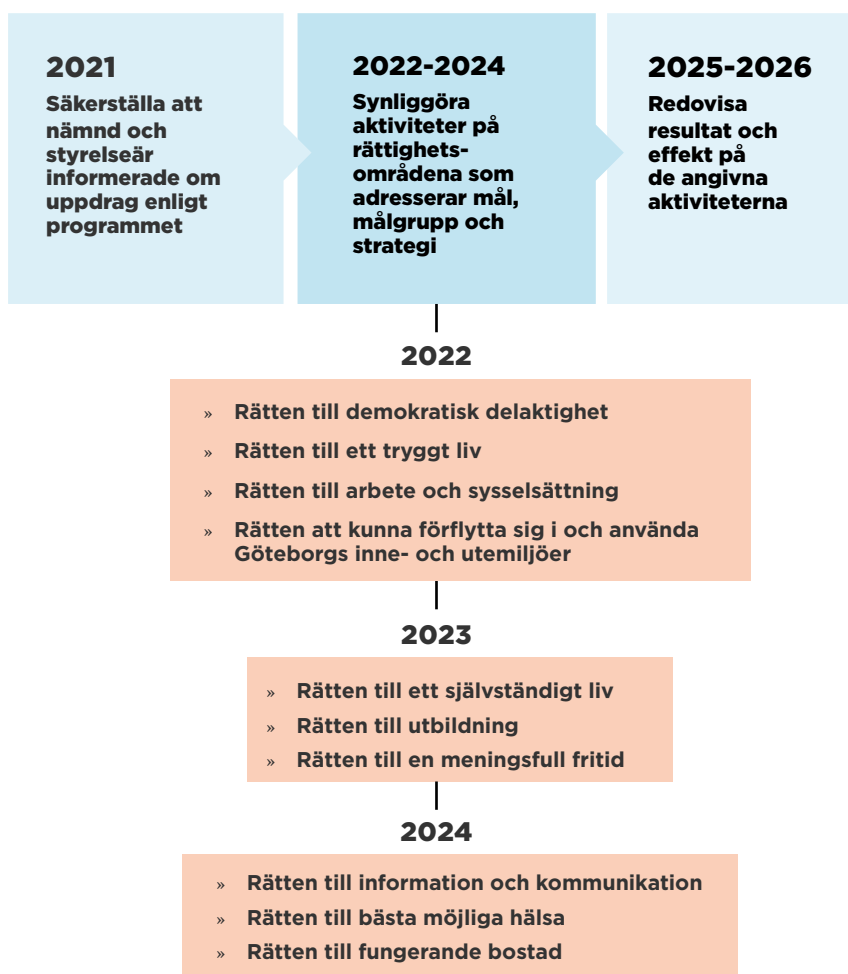 2021
Säkerställa att
nämnd och
styrelseär
informerade om
uppdrag enligt
programmet
2022-2024
Synliggöra
aktiviteter på
rättighets-
områdena som
adresserar mål,
målgrupp och
strategi
2025-2026
Redovisa
resultat och
effekt på
de angivna
aktiviteterna
2022
» Rätten till demokratisk delaktighet
» Rätten till ett tryggt liv
» Rätten till arbete och sysselsättning
» Rätten att kunna förflytta sig i och använda
Göteborgs inne- och utemiljöer
2023
» Rätten till ett självständigt liv
» Rätten till utbildning
» Rätten till en meningsfull fritid
2024
» Rätten till information och kommunikation
» Rätten till bästa möjliga hälsa
» Rätten till fungerande bostad